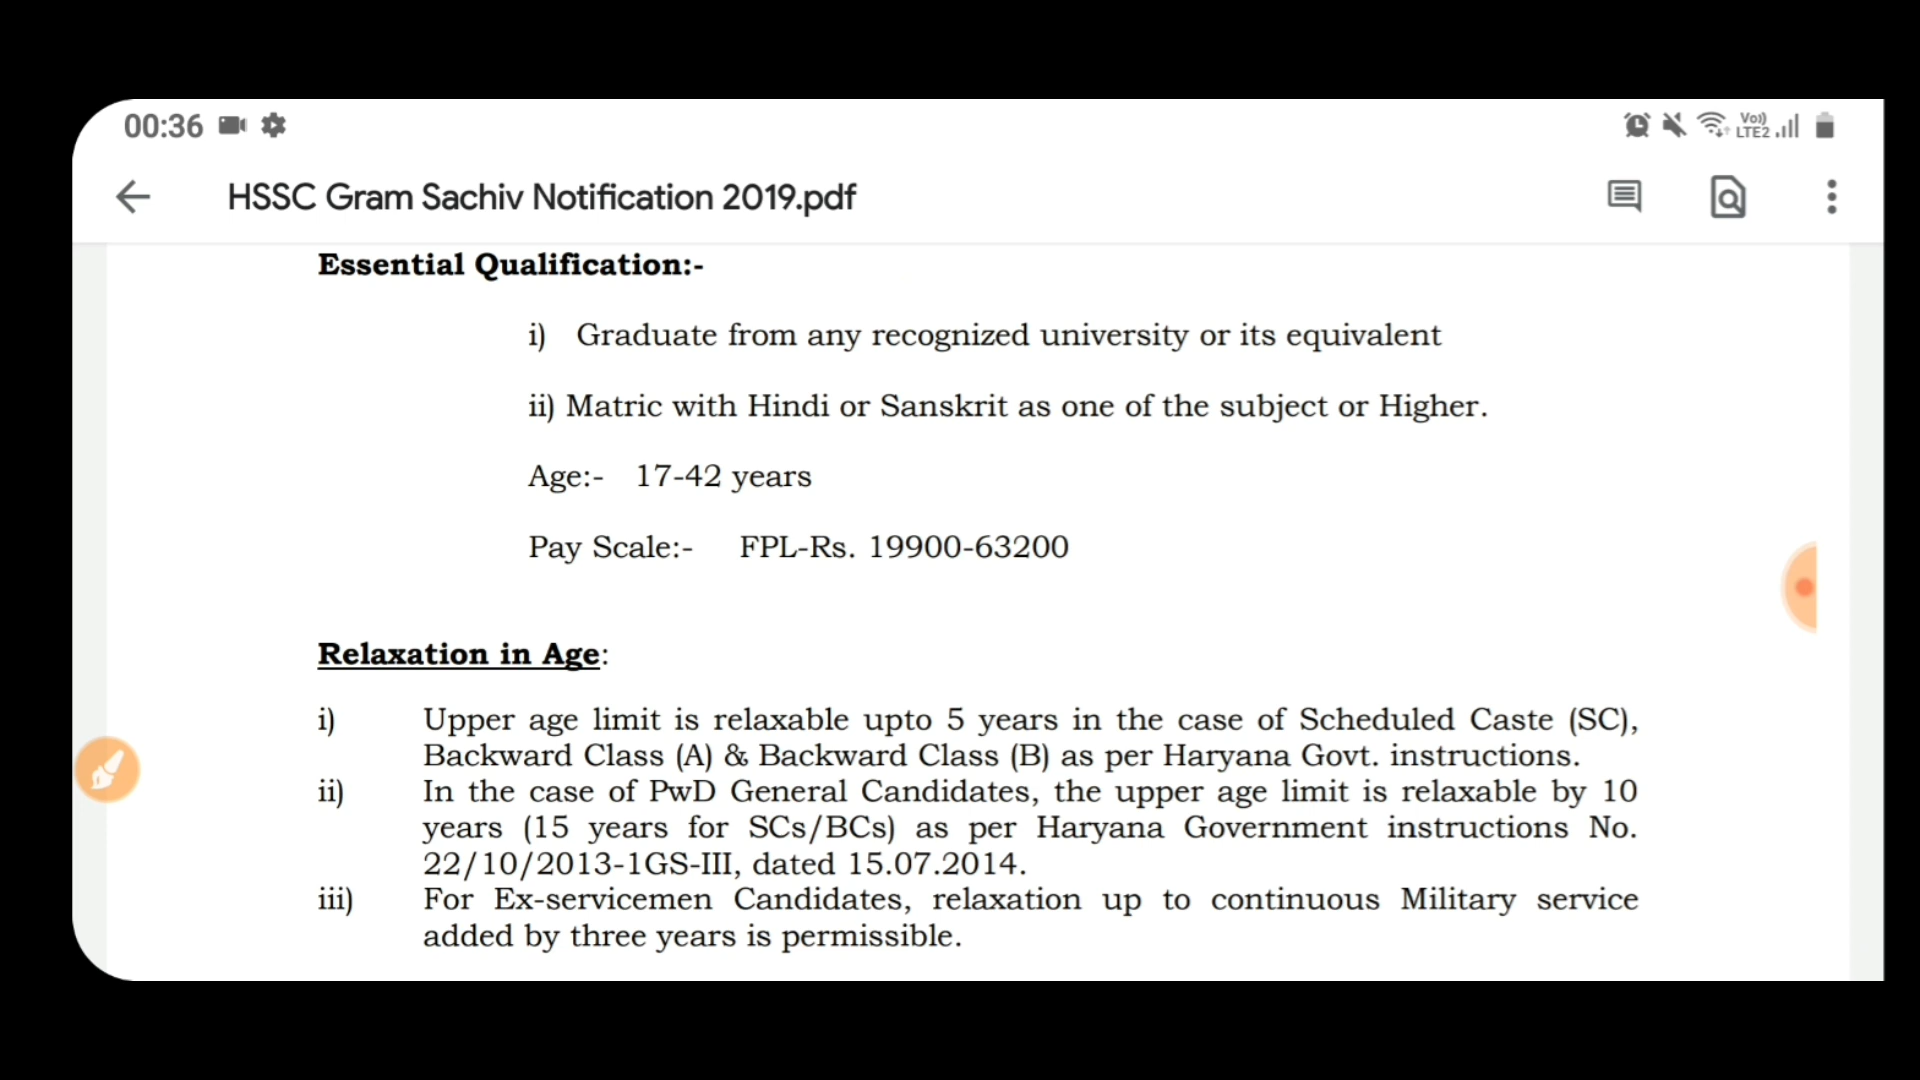 00:36
Vo)) LTE2
HSSC Gram Sachiv Notification 2019.pdf
Essential Qualification:-
i) Graduate from any recognized university or its equivalent
ii) Matric with Hindi or Sanskrit as one of the subject or Higher.
Age:- 17-42 years
Pay Scale:- FPL-Rs. 19900-63200
Relaxation in Age:
i) Upper age limit is relaxable upto 5 years in the case of Scheduled Caste (SC),
Backward Class (A) & Backward Class (B) as per Haryana Govt. instructions.
ii) In the case of PwD General Candidates, the upper age limit is relaxable by 10
years (15 years for SCs/BCs) as per Haryana Government instructions No.
22/10/2013-1GS-III, dated 15.07.2014.
iii) For Ex-servicemen Candidates, relaxation up to continuous Military service
added by three years is permissible.